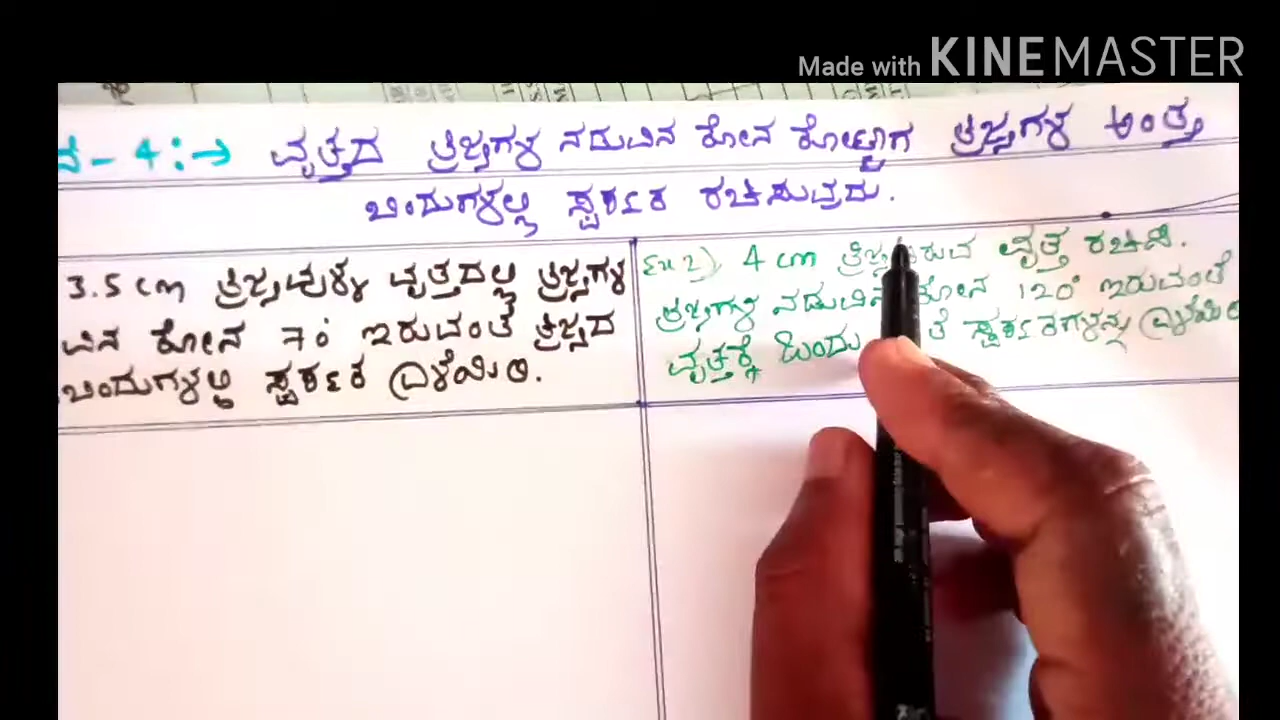 Made with KINEMASTER
ನೆ - 4 :→ ವೃತ್ತದ ತ್ರಿಜ್ಯಗಳ ನಡುವಿನ ಕೋನ ಕೊಟ್ಟಾಗ ತ್ರಿಜ್ಯಗಳ ಅಂತ್ಯ
ಬಿಂದುಗಳಲ್ಲಿ ಸ್ಪರ್ಶಕ ರಚಿಸುವುದು.
3.5 cm ತ್ರಿಜ್ಯವುಳ್ಳ ವೃತ್ತದಲ್ಲಿ ತ್ರಿಜ್ಯಗಳ
ವಿನ ಕೋನ 70 ಇರುವಂತೆ ತ್ರಿಜ್ಯದ
ಬಿಂದುಗಳಲ್ಲಿ ಸ್ಪರ್ಶಕ ಎಳೆಯಿರಿ.
Ex 2), 4 cm ವೃತ್ತ ರಚಿಸಿ.
ತ್ರಿಜ್ಯಗಳ ನಡುವಿನ ಕೋನ 120° ಇರುವಂತೆ
ವೃತ್ತಕ್ಕೆ ಸ್ಪರ್ಶಕಗಳನ್ನು ಎಳೆಯಿರಿ